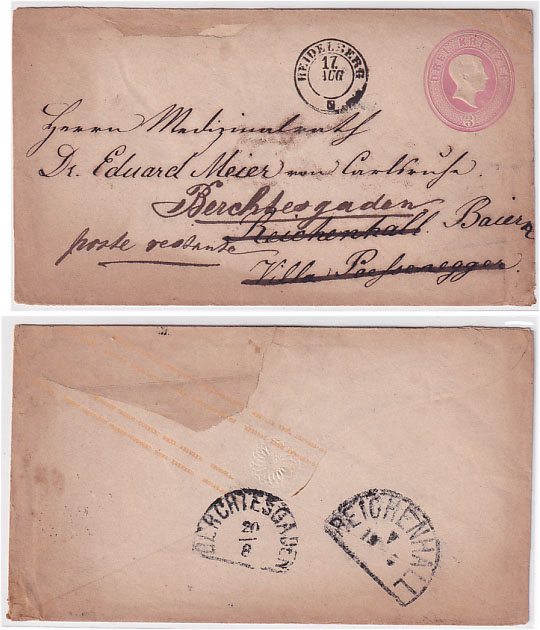 HEIDELBERG
17.
AUG
DREI KREUZER
3
Herrn Medizinalrath
Dr. Eduard Meier von Carlsruhe.
Berchtesgaden
Reichenhall. Baiern
poste restante
Villa
BERCHTESGADEN
20
8
REICHENHALL